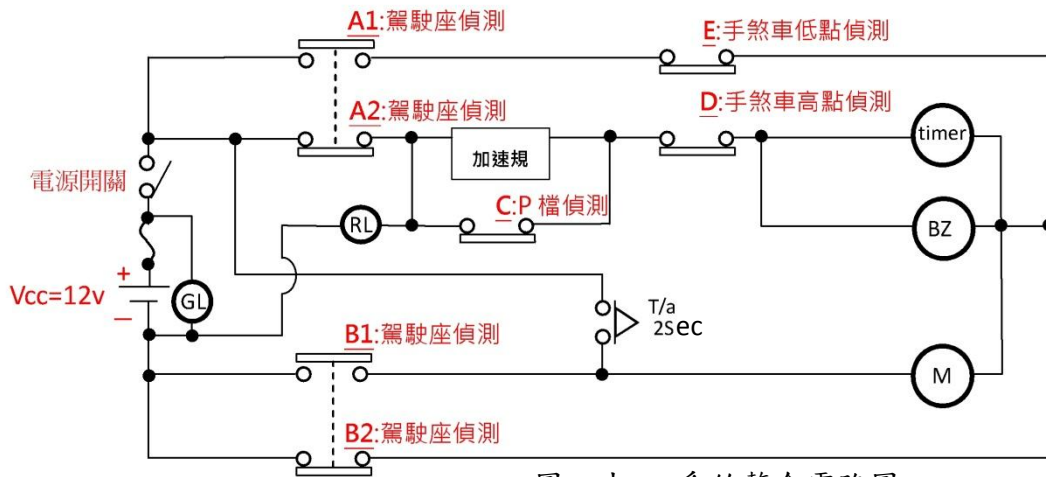 A1:駕駛座偵測
E:手煞車低點偵測
A2:駕駛座偵測
D:手煞車高點偵測
timer
加速規
電源開關
C:P 檔偵測
RL
BZ
+
Vcc=12v
GL
−
T/a
2Sec
B1:駕駛座偵測
M
B2:駕駛座偵測